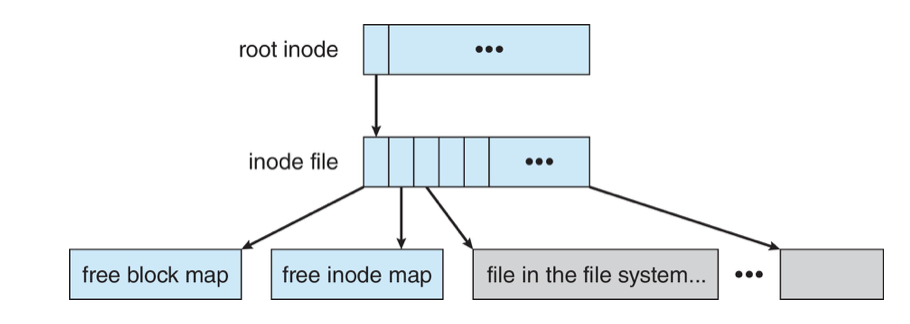 root inode
•••
inode file
•••
free block map
free inode map
file in the file system...
•••